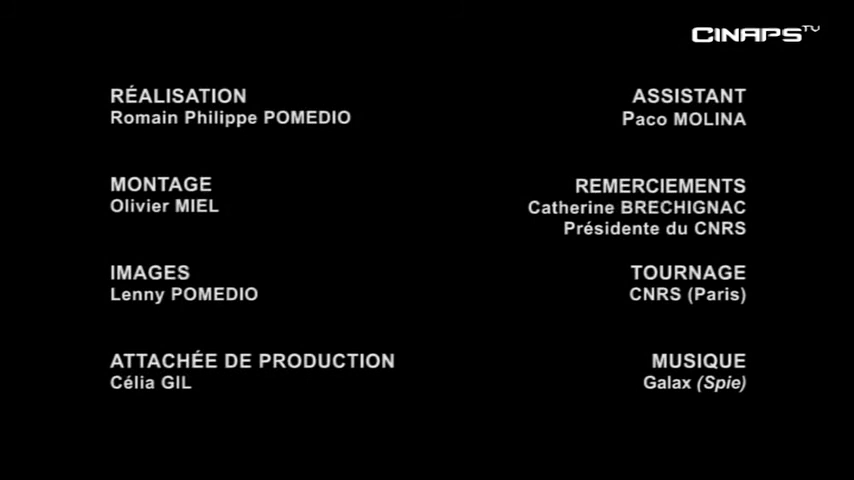 CINAPS TV
RÉALISATION
Romain Philippe POMEDIO
ASSISTANT
Paco MOLINA
MONTAGE
Olivier MIEL
REMERCIEMENTS
Catherine BRECHIGNAC
Présidente du CNRS
IMAGES
Lenny POMEDIO
TOURNAGE
CNRS (Paris)
ATTACHÉE DE PRODUCTION
Célia GIL
MUSIQUE
Galax (Spie)